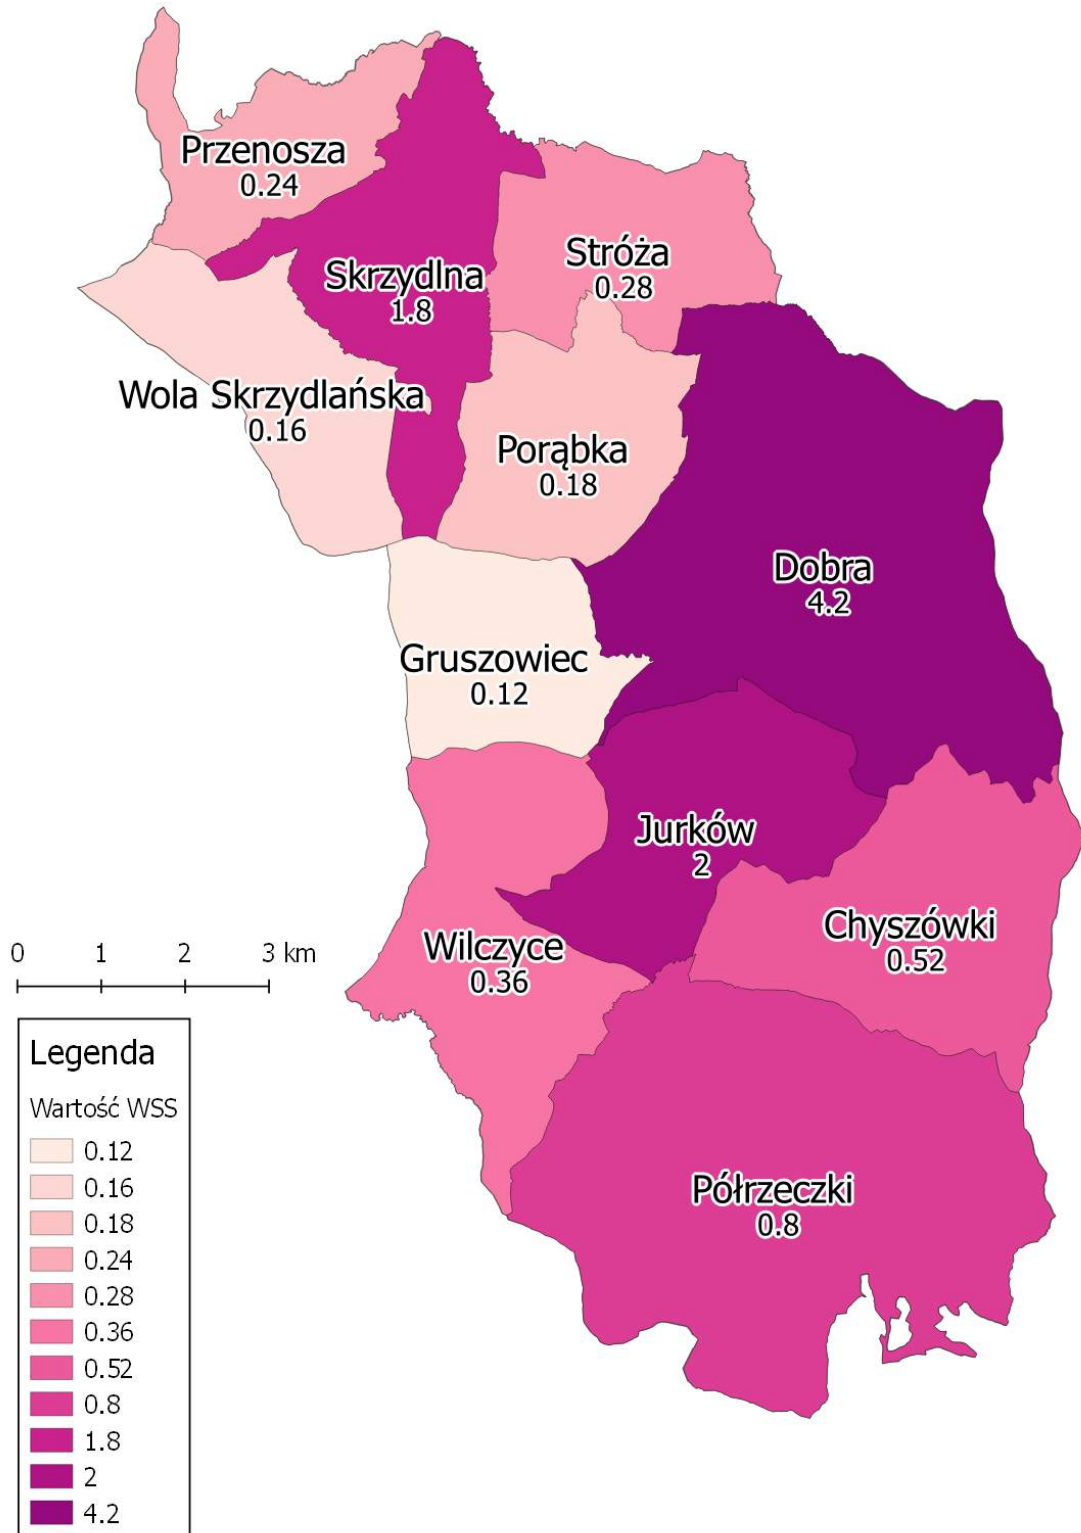 Przenosza
0.24
Stróża
0.28
Skrzydlna
1.8
Wola Skrzydlańska
0.16
Porąbka
0.18
Dobra
4.2
Gruszowiec
0.12
Jurków
2
Chyszówki
0.52
Wilczyce
0.36
0 1 2 3 km
Półrzeczki
0.8
Legenda
Wartość WSS
0.12
0.16
0.18
0.24
0.28
0.36
0.52
0.8
1.8
2
4.2